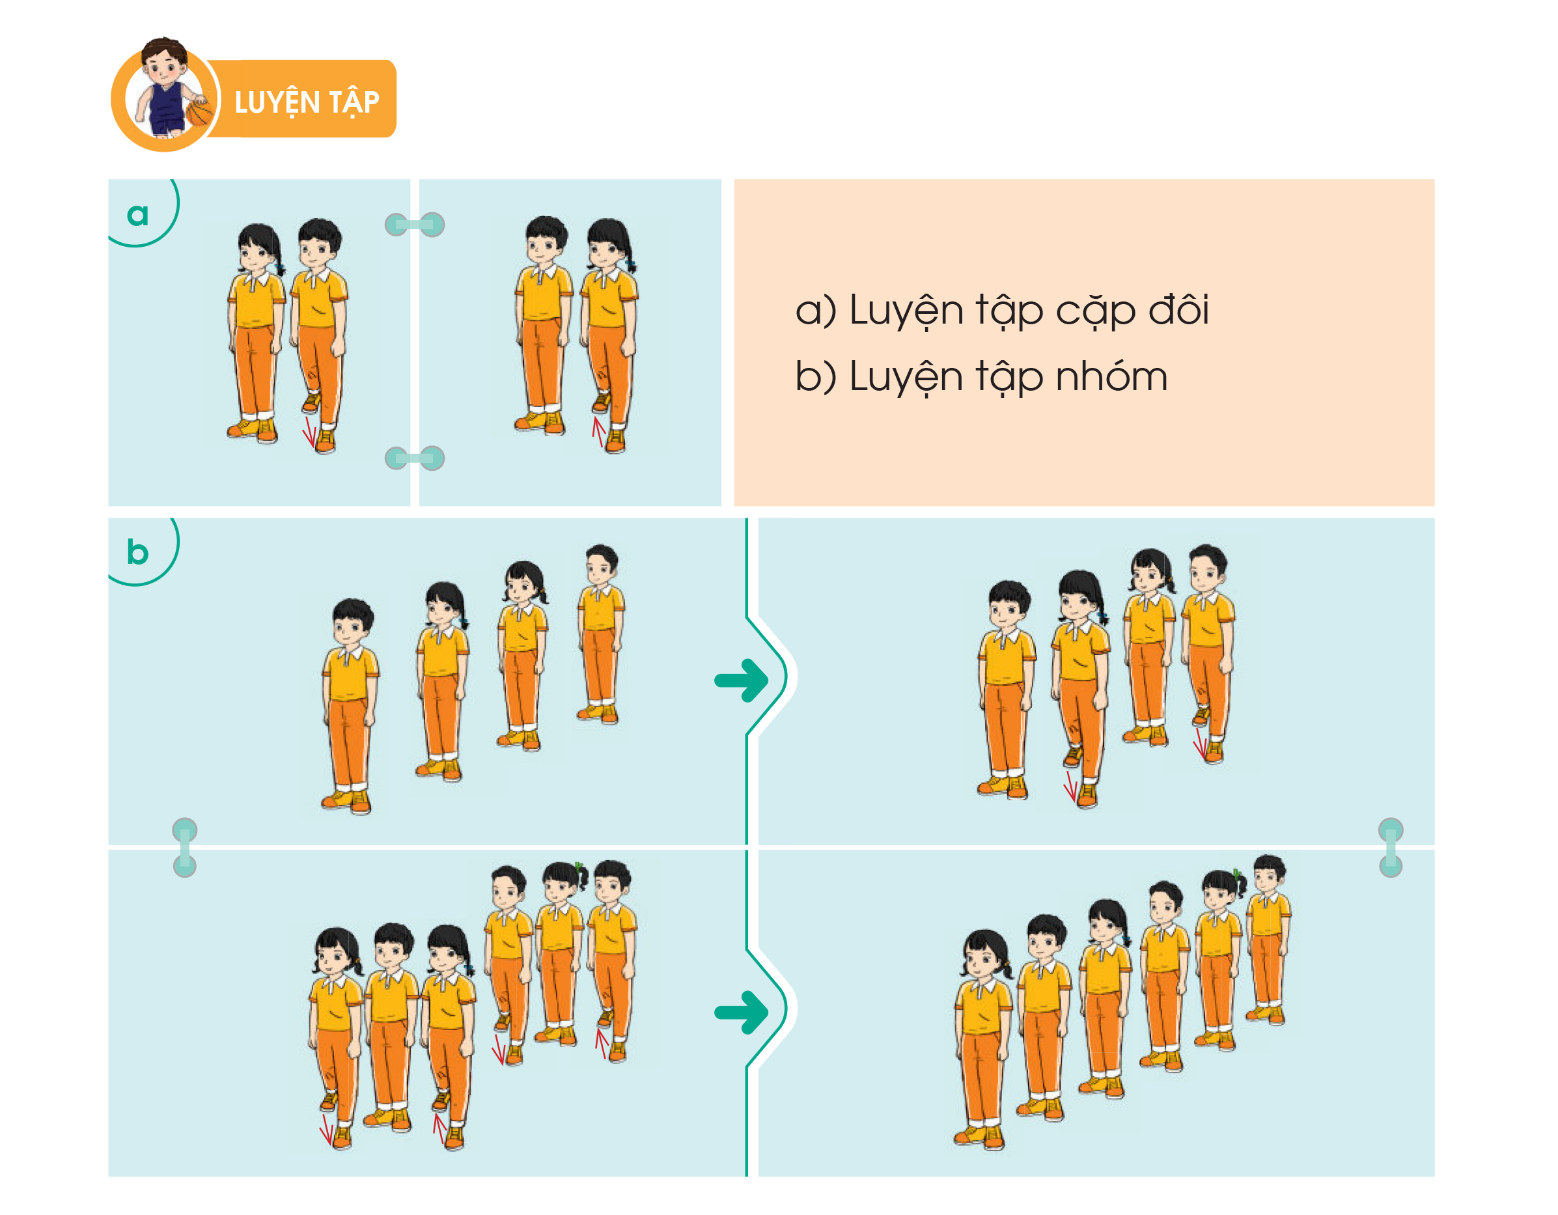 LUYỆN TẬP
a
a) Luyện tập cặp đôi
b) Luyện tập nhóm
b